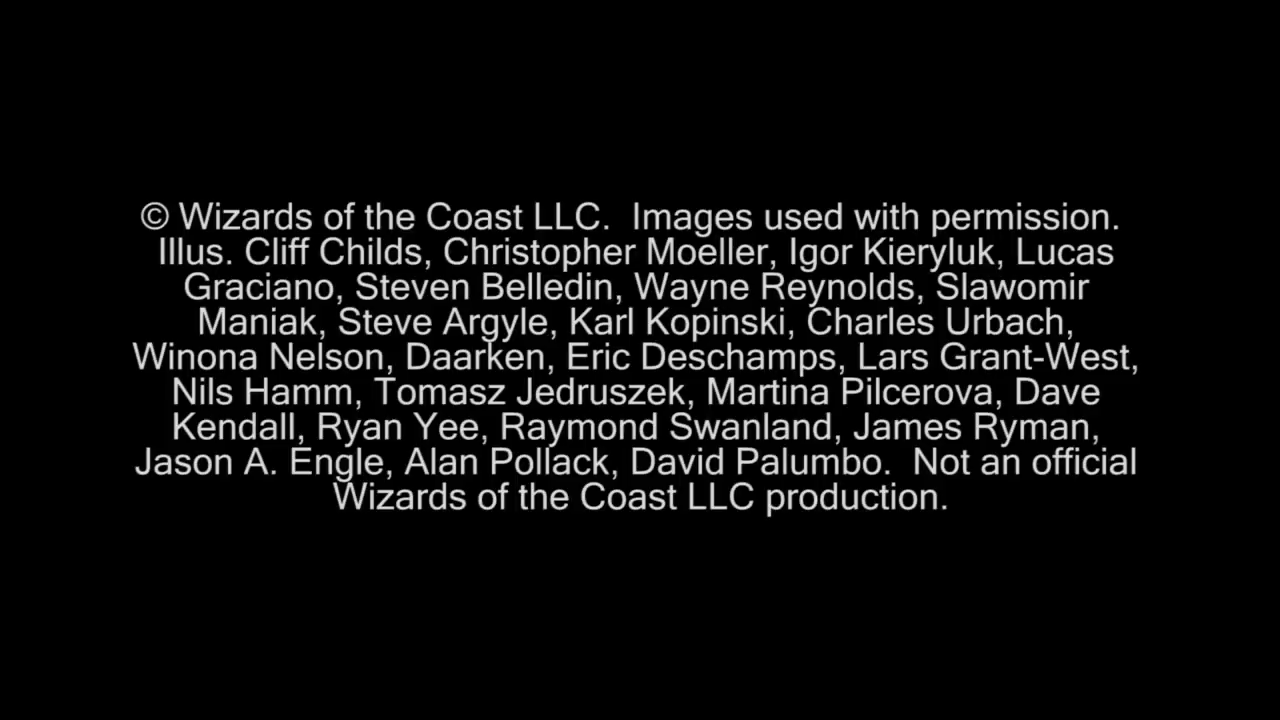 © Wizards of the Coast LLC.  Images used with permission.
Illus. Cliff Childs, Christopher Moeller, Igor Kieryluk, Lucas
Graciano, Steven Belledin, Wayne Reynolds, Slawomir
Maniak, Steve Argyle, Karl Kopinski, Charles Urbach,
Winona Nelson, Daarken, Eric Deschamps, Lars Grant-West,
Nils Hamm, Tomasz Jedruszek, Martina Pilcerova, Dave
Kendall, Ryan Yee, Raymond Swanland, James Ryman,
Jason A. Engle, Alan Pollack, David Palumbo.  Not an official
Wizards of the Coast LLC production.